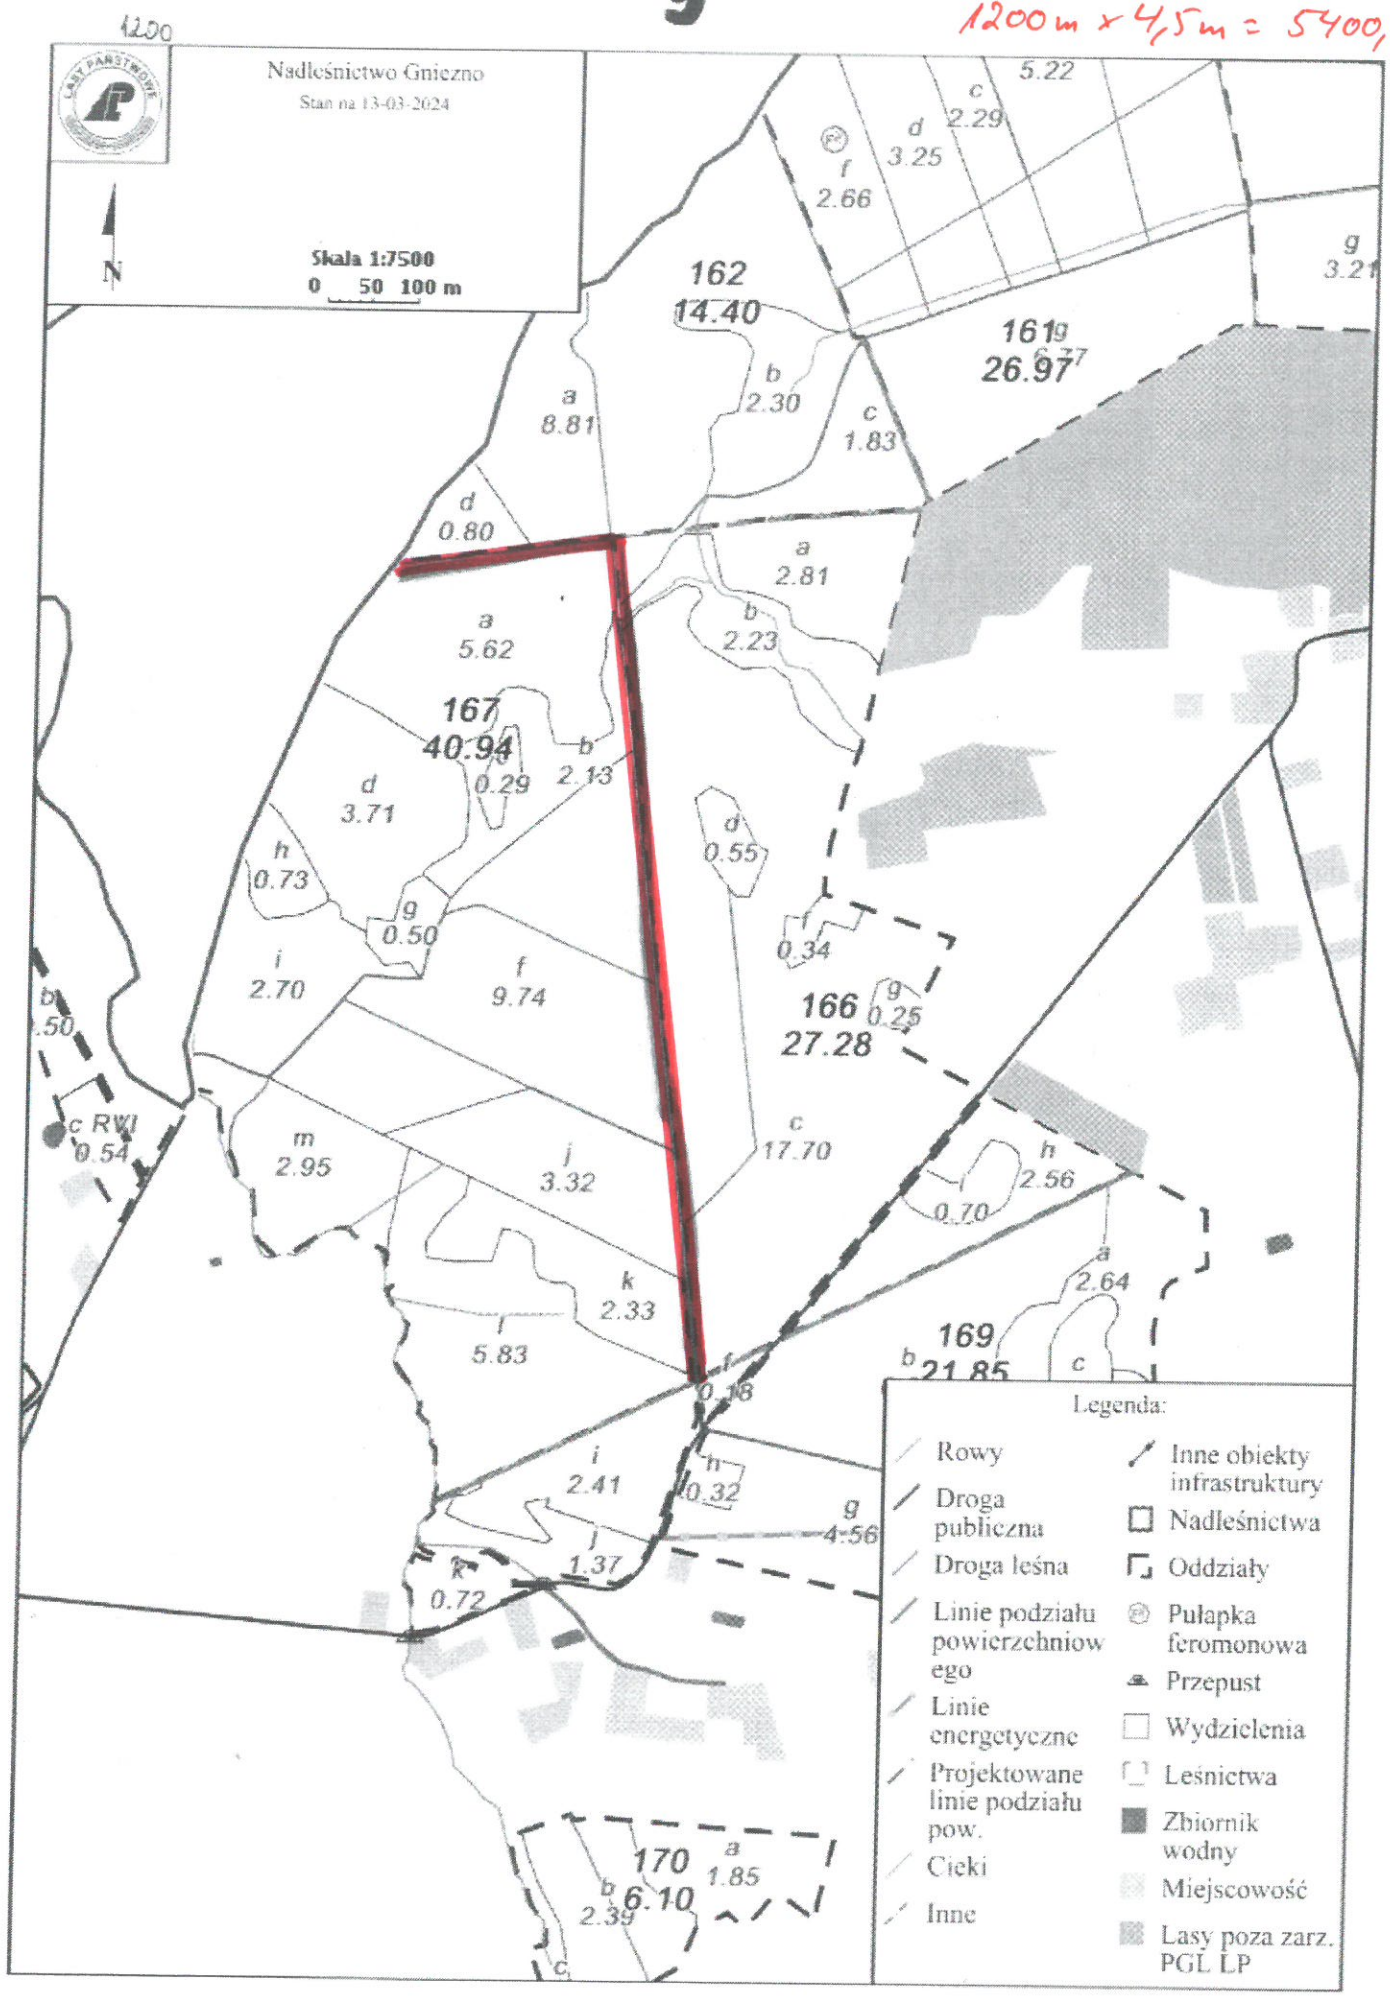 1200
1200m x 4,5m = 5400,
LASY PAŃSTWOWE
Nadleśnictwo Gniezno
Stan na 13-03-2024
N
Skala 1:7500
0 50 100 m
5.22
c
2.29
d
3.25
f
2.66
g
3.21
162
14.40
161
26.97
g
a
8.81
b
2.30
c
1.83
d
0.80
a
2.81
a
5.62
b
2.23
167
40.94
b
2.13
0.29
d
3.71
d
0.55
h
0.73
g
0.50
f
0.34
i
2.70
f
9.74
166
27.28
g
0.25
b
.50
c RWI
0.54
m
2.95
j
3.32
c
17.70
h
2.56
i
0.70
a
2.64
k
2.33
l
5.83
169
21.85
b
c
f
0.18
i
2.41
h
0.32
g
4.56
j
1.37
k
0.72
170
6.10
a
1.85
b
2.39
c
Legenda:
Rowy
Droga
publiczna
Droga leśna
Linie podziału
powierzchniow
ego
Linie
energetyczne
Projektowane
linie podziału
pow.
Cieki
Inne
Inne obiekty
infrastruktury
Nadleśnictwa
Oddziały
Pułapka
feromonowa
Przepust
Wydzielenia
Leśnictwa
Zbiornik
wodny
Miejscowość
Lasy poza zarz.
PGL LP